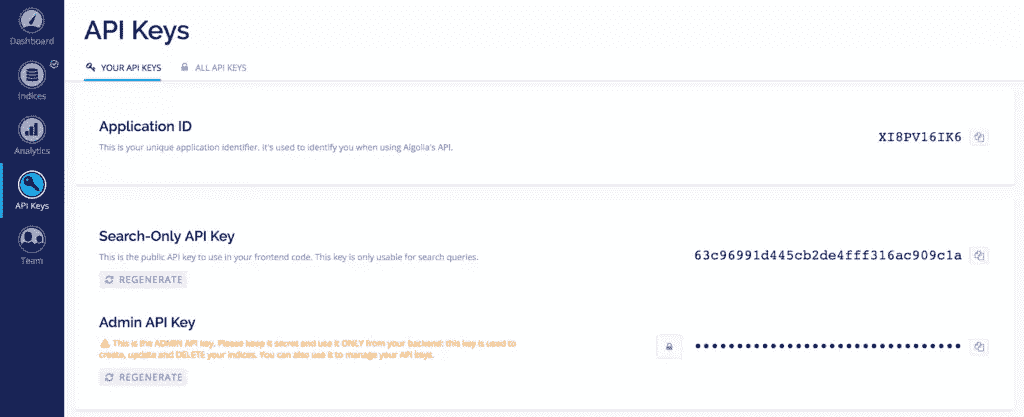 Dashboard
Indices
Analytics
API Keys
Team
API Keys
YOUR API KEYS
ALL API KEYS
Application ID
This is your unique application identifier. It's used to identify you when using Algolia's API.
XI8PV16IK6
Search-Only API Key
This is the public API key to use in your frontend code. This key is only usable for search queries.
63c96991d445cb2de4fff316ac909c1a
REGENERATE
Admin API Key
This is the ADMIN API key. Please keep it secret and use it ONLY from your backend: this key is used to
create, update and DELETE your indices. You can also use it to manage your API keys.
••••••••••••••••••••••••••••••••
REGENERATE